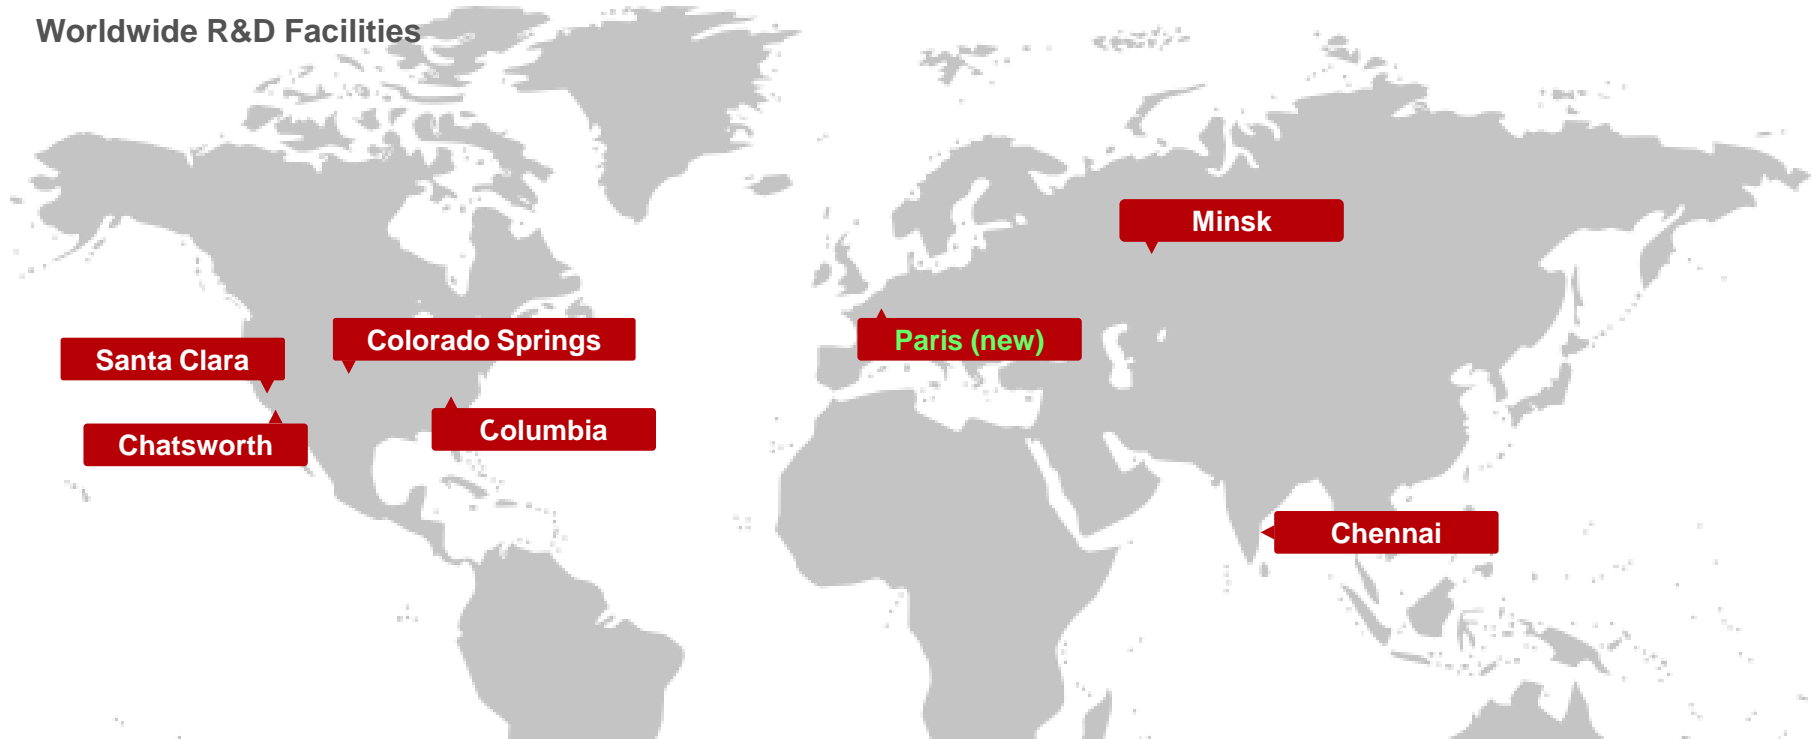 Worldwide R&D Facilities
Minsk
Colorado Springs
Paris (new)
Santa Clara
Columbia
Chatsworth
Chennai